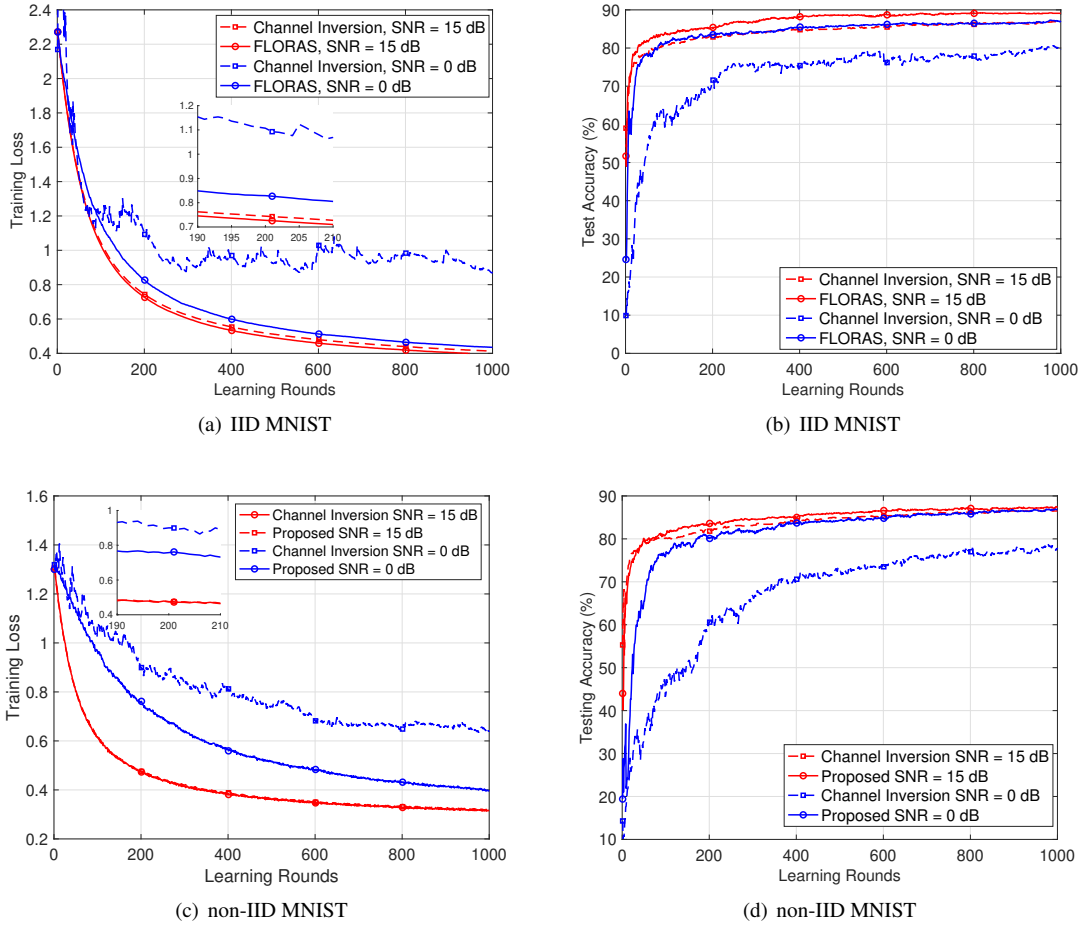 2.4
2.2
2
1.8
1.6
1.4
1.2
1
0.8
0.6
0.4
Training Loss
Channel Inversion, SNR = 15 dB
FLORAS, SNR = 15 dB
Channel Inversion, SNR = 0 dB
FLORAS, SNR = 0 dB
1.2
1.1
1
0.9
0.8
0.7
190 195 200 205 210
0 200 400 600 800 1000
Learning Rounds
(a) IID MNIST
90
80
70
60
50
40
30
20
10
0
Test Accuracy (%)
Channel Inversion, SNR = 15 dB
FLORAS, SNR = 15 dB
Channel Inversion, SNR = 0 dB
FLORAS, SNR = 0 dB
0 200 400 600 800 1000
Learning Rounds
(b) IID MNIST
1.6
1.4
1.2
1
0.8
0.6
0.4
0.2
Training Loss
1
0.8
0.6
0.4
190 200 210
Channel Inversion SNR = 15 dB
Proposed SNR = 15 dB
Channel Inversion SNR = 0 dB
Proposed SNR = 0 dB
0 200 400 600 800 1000
Learning Rounds
(c) non-IID MNIST
90
80
70
60
50
40
30
20
10
Testing Accuracy (%)
Channel Inversion SNR = 15 dB
Proposed SNR = 15 dB
Channel Inversion SNR = 0 dB
Proposed SNR = 0 dB
0 200 400 600 800 1000
Learning Rounds
(d) non-IID MNIST